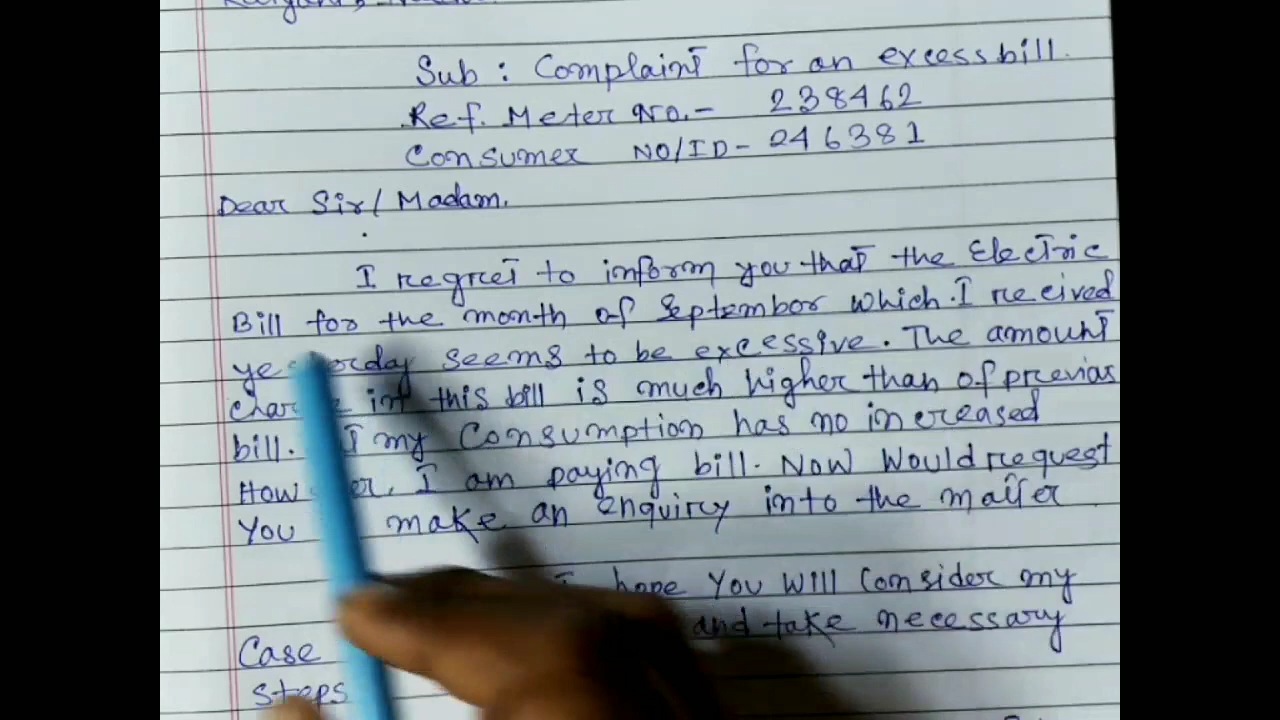 Sub : Complaint for an excess bill.
Ref. Meter No. - 238462
Consumer NO/ID - 246381
Dear Sir/ Madam.
I regret to inform you that the Electric
Bill for the month of September which. I received
seems to be excessive. The amount
this bill is much higher than of previas
bill. I my Consumption has no increased
I am paying bill. Now Would request
You make an enquiry into the matter
I hope You Will Consider my
Case and take necessary
steps